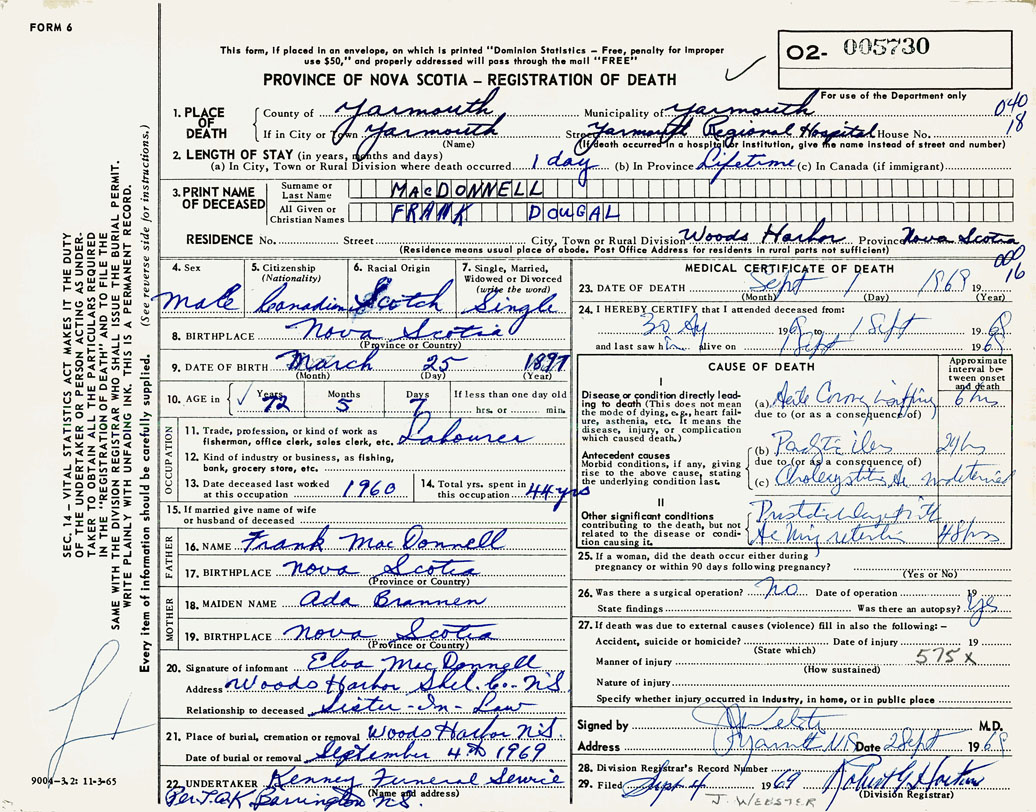 FORM 6
This form, if placed in an envelope, on which is printed "Dominion Statistics – Free, penalty for improper
use $50," and properly addressed will pass through the mail "FREE"
PROVINCE OF NOVA SCOTIA – REGISTRATION OF DEATH
O2- 005730
For use of the Department only
040
18
1. PLACE OF DEATH
County of Yarmouth Municipality of Yarmouth
If in City or Town Yarmouth Street Yarmouth Regional Hospital House No.
(Name) (If death occurred in a hospital or institution, give the name instead of street and number)
2. LENGTH OF STAY (in years, months and days)
(a) In City, Town or Rural Division where death occurred 1 day (b) In Province Lifetime (c) In Canada (if immigrant)
3. PRINT NAME OF DECEASED
Surname or Last Name MACDONNELL
All Given or Christian Names FRANK DOUGAL
RESIDENCE No. Street City, Town or Rural Division Woods Harbor Province Nova Scotia
(Residence means usual place of abode. Post Office Address for residents in rural parts not sufficient)
000
16
SEC. 14 – VITAL STATISTICS ACT MAKES IT THE DUTY
OF THE UNDERTAKER OR PERSON ACTING AS UNDER-
TAKER TO OBTAIN ALL THE PARTICULARS REQUIRED
IN THE "REGISTRATION OF DEATH" AND TO FILE THE
SAME WITH THE DIVISION REGISTRAR WHO SHALL ISSUE THE BURIAL PERMIT.
WRITE PLAINLY WITH UNFADING INK. THIS IS A PERMANENT RECORD.
Every item of information should be carefully supplied. (See reverse side for instructions.)
4. Sex Male
5. Citizenship (Nationality) Canadian
6. Racial Origin Scotch
7. Single, Married, Widowed or Divorced (write the word) Single
8. BIRTHPLACE Nova Scotia
(Province or Country)
9. DATE OF BIRTH March 25 1897
(Month) (Day) (Year)
10. AGE in Years 72 Months 5 Days 7 If less than one day old hrs. or min.
OCCUPATION
11. Trade, profession, or kind of work as fisherman, office clerk, sales clerk, etc. Labourer
12. Kind of industry or business, as fishing, bank, grocery store, etc.
13. Date deceased last worked at this occupation 1960
14. Total yrs. spent in this occupation 44 yrs
15. If married give name of wife or husband of deceased
FATHER
16. NAME Frank MacDonnell
17. BIRTHPLACE Nova Scotia
(Province or Country)
MOTHER
18. MAIDEN NAME Ada Brannen
19. BIRTHPLACE Nova Scotia
(Province or Country)
20. Signature of informant Elva MacDonnell
Address Woods Harbor Shel. Co. N.S.
Relationship to deceased Sister-In-Law
21. Place of burial, cremation or removal Woods Harbor N.S.
Date of burial or removal September 4th 1969
22. UNDERTAKER Kenney Funeral Service
(Name and address)
Barrington N.S.
9004-3.2: 11-3-65
MEDICAL CERTIFICATE OF DEATH
23. DATE OF DEATH Sept 1 1969 19
(Month) (Day) (Year)
24. I HEREBY CERTIFY that I attended deceased from:
30 1969 to 1 Sept 1969
and last saw him alive on 1 Sept 1969
CAUSE OF DEATH
Approximate interval between onset and death
I
Disease or condition directly leading to death (This does not mean the mode of dying, e.g., heart failure, asthenia, etc. It means the disease, injury, or complication which caused death.)
(a) 6 hrs
due to (or as a consequence of)
Antecedent causes
Morbid conditions, if any, giving rise to the above cause, stating the underlying condition last.
(b) 24 hrs
due to (or as a consequence of)
(c) Cholecystitis
II
Other significant conditions
contributing to the death, but not related to the disease or condition causing it.
48 hrs
25. If a woman, did the death occur either during pregnancy or within 90 days following pregnancy?
(Yes or No)
26. Was there a surgical operation? No Date of operation 19
State findings Was there an autopsy? Yes
27. If death was due to external causes (violence) fill in also the following: –
Accident, suicide or homicide? Date of injury 19
(State which)
575 X
Manner of injury
(How sustained)
Nature of injury
Specify whether injury occurred in industry, in home, or in public place
Signed by M.D.
Address Yarmouth N.S. Date 2 Sept 1969
28. Division Registrar's Record Number
29. Filed Sept 4 1969
(Division Registrar)
J. WEBSTER